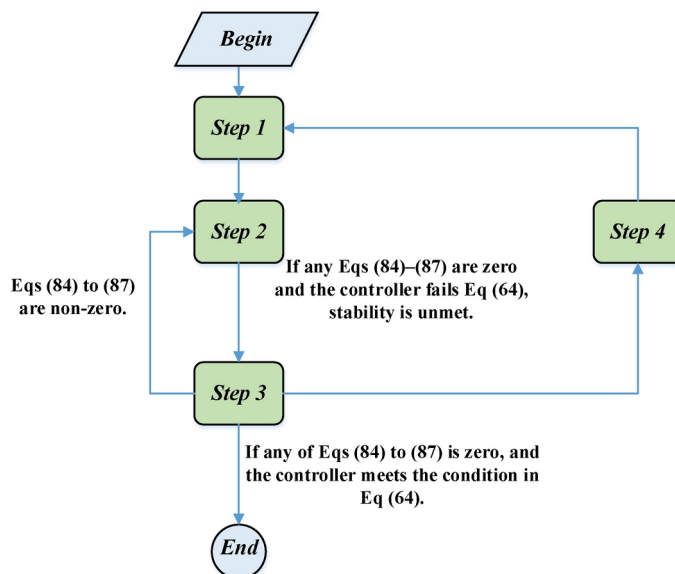 Begin
Step 1
Step 2
Step 4
If any Eqs (84)–(87) are zero
and the controller fails Eq (64),
stability is unmet.
Eqs (84) to (87)
are non-zero.
Step 3
If any of Eqs (84) to (87) is zero, and
the controller meets the condition in
Eq (64).
End